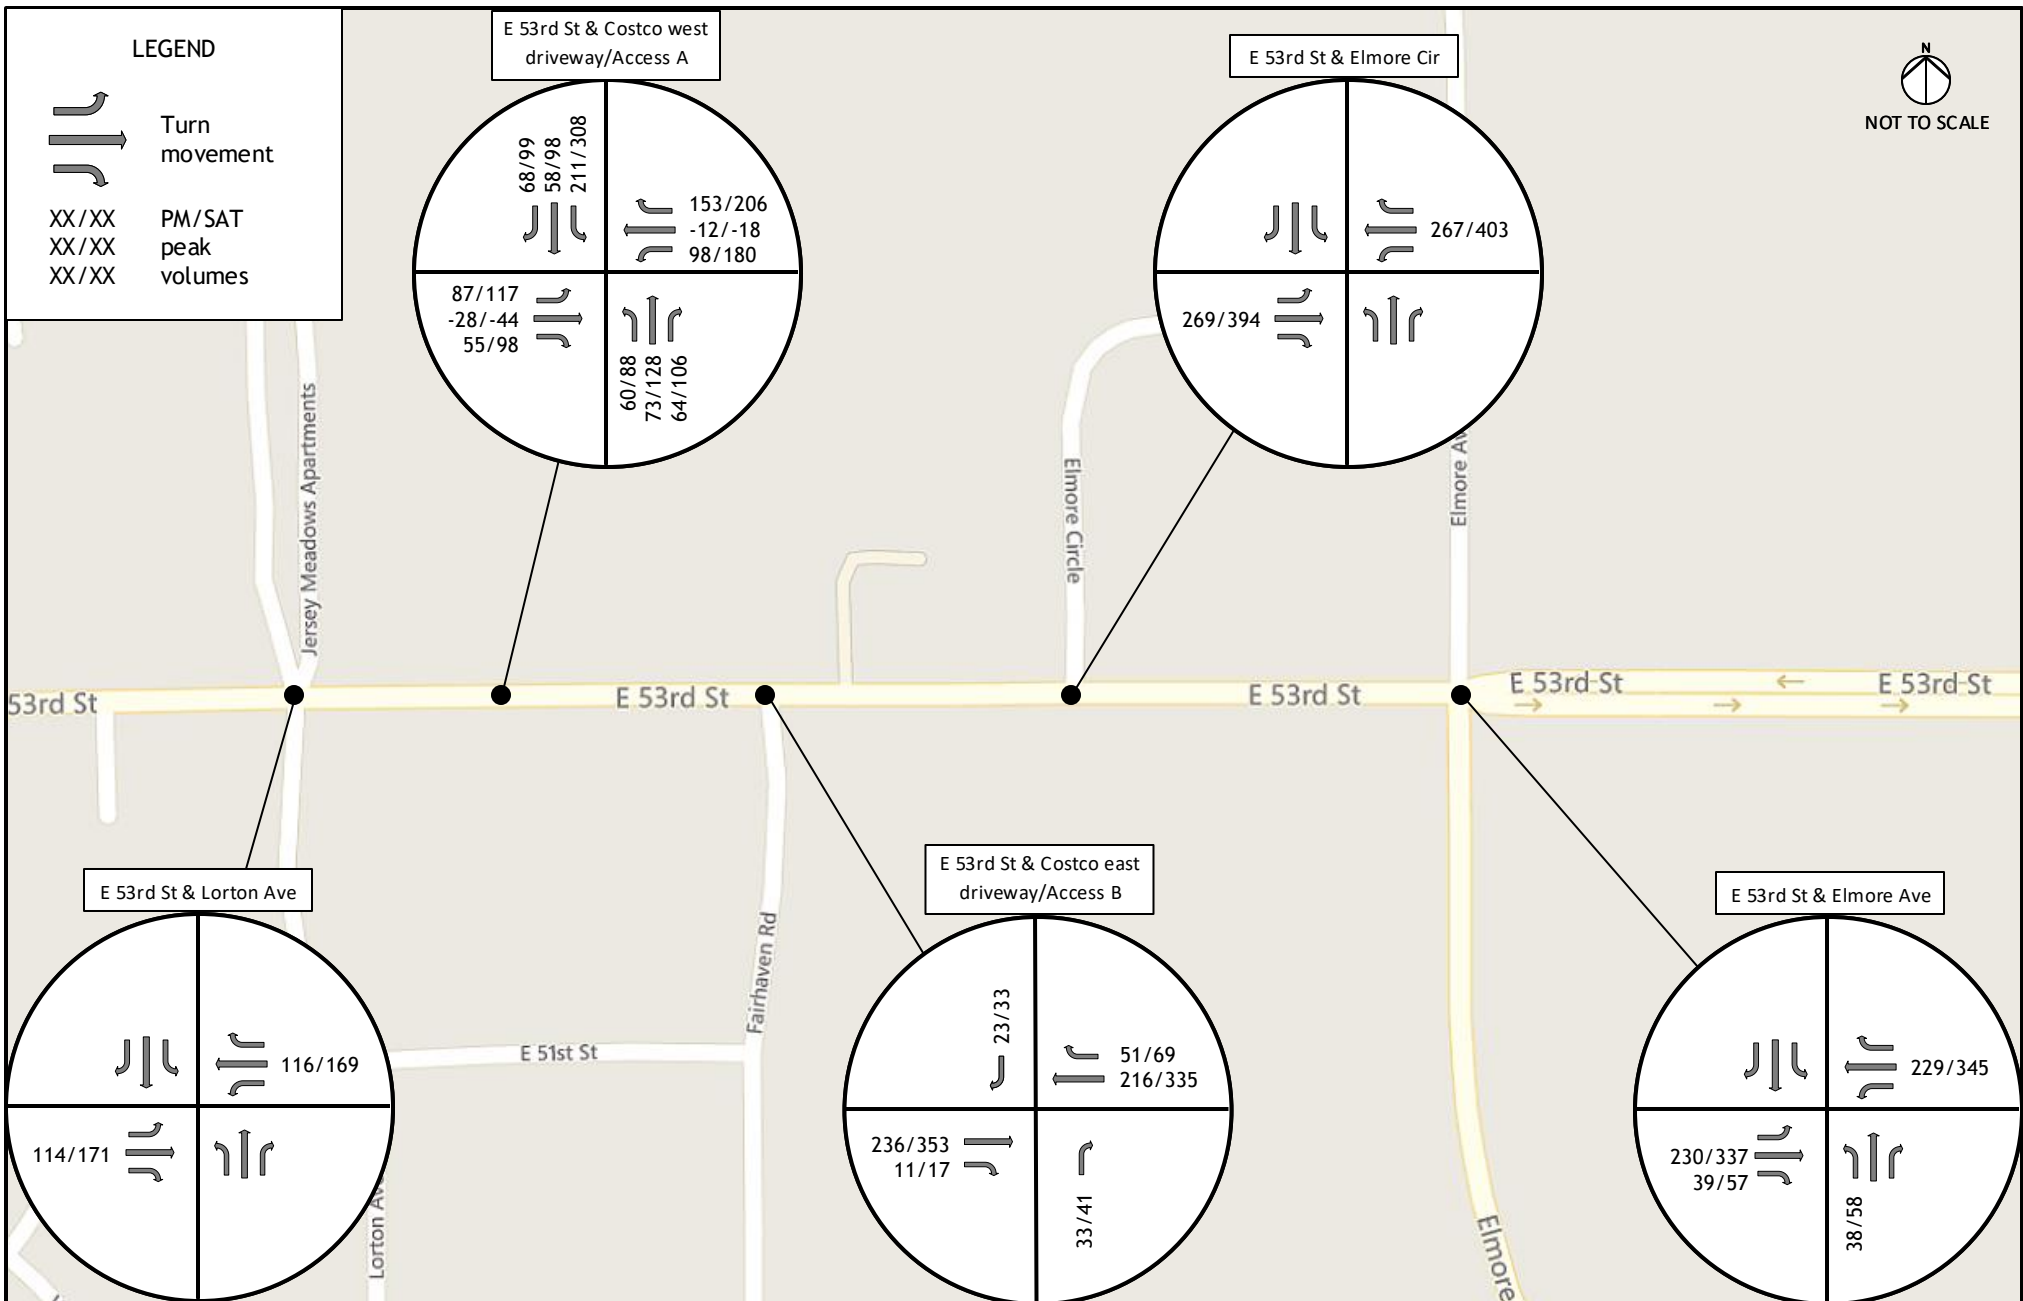 LEGEND
Turn
movement
XX/XX PM/SAT
XX/XX peak
XX/XX volumes
E 53rd St & Costco west
driveway/Access A
68/99
58/98
211/308
153/206
-12/-18
98/180
87/117
-28/-44
55/98
60/88
73/128
64/106
E 53rd St & Elmore Cir
267/403
269/394
N
NOT TO SCALE
Jersey Meadows Apartments
Elmore Circle
Elmore Av
53rd St
E 53rd St
E 53rd St
E 53rd St
E 53rd St
E 53rd St & Lorton Ave
116/169
114/171
Lorton Ave
E 51st St
Fairhaven Rd
E 53rd St & Costco east
driveway/Access B
23/33
51/69
216/335
236/353
11/17
33/41
E 53rd St & Elmore Ave
229/345
230/337
39/57
38/58
Elmore